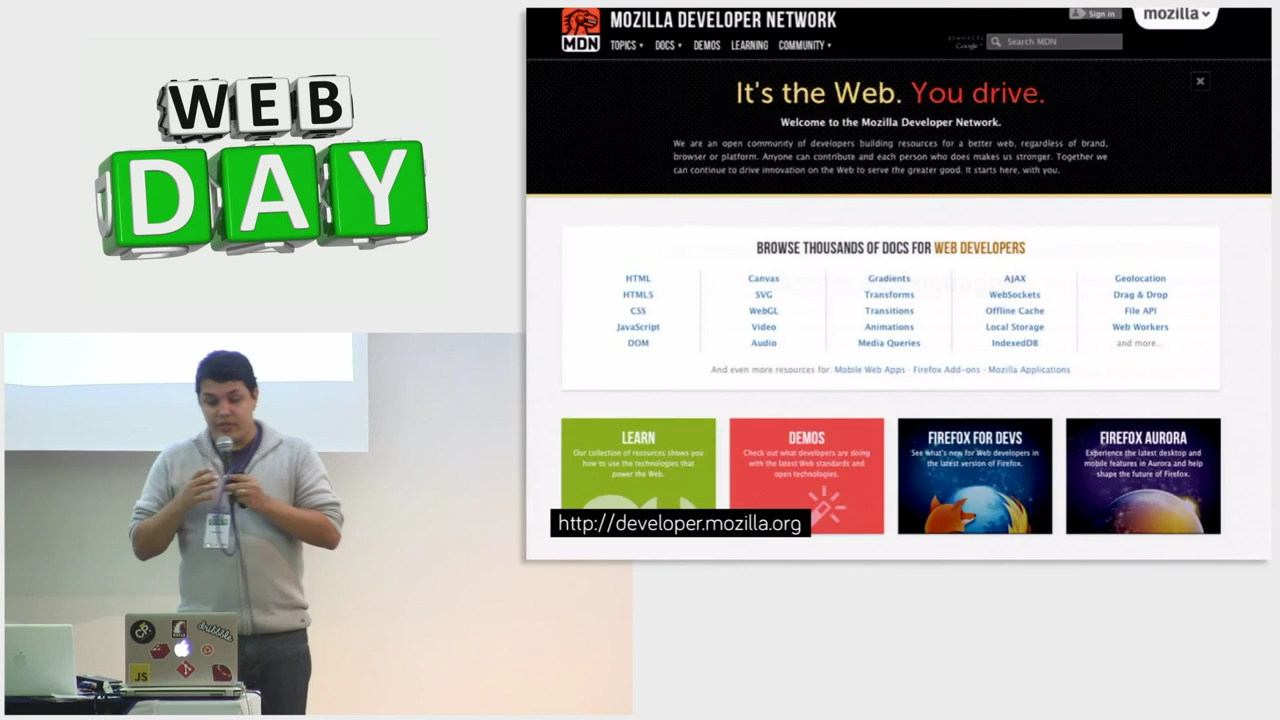 WEB
DAY
MDN
MOZILLA DEVELOPER NETWORK
Sign in
mozilla
TOPICS
DOCS
DEMOS
LEARNING
COMMUNITY
Google
Search MDN
It's the Web. You drive.
Welcome to the Mozilla Developer Network.
We are an open community of developers building resources for a better web, regardless of brand,
browser or platform. Anyone can contribute and each person who does makes us stronger. Together we
can continue to drive innovation on the Web to serve the greater good. It starts here, with you.
BROWSE THOUSANDS OF DOCS FOR WEB DEVELOPERS
HTML
HTML5
CSS
JavaScript
DOM
Canvas
SVG
WebGL
Video
Audio
Gradients
Transforms
Transitions
Animations
Media Queries
AJAX
WebSockets
Offline Cache
Local Storage
IndexedDB
Geolocation
Drag & Drop
File API
Web Workers
and more...
And even more resources for: Mobile Web Apps - Firefox Add-ons - Mozilla Applications
LEARN
Our collection of resources shows you
how to use the technologies that
power the Web.
DEMOS
Check out what developers are doing
with the latest Web standards and
open technologies.
FIREFOX FOR DEVS
See what's new for Web developers in
the latest version of Firefox.
FIREFOX AURORA
Experience the latest desktop and
mobile features in Aurora and help
shape the future of Firefox.
http://developer.mozilla.org
dribbble
JS